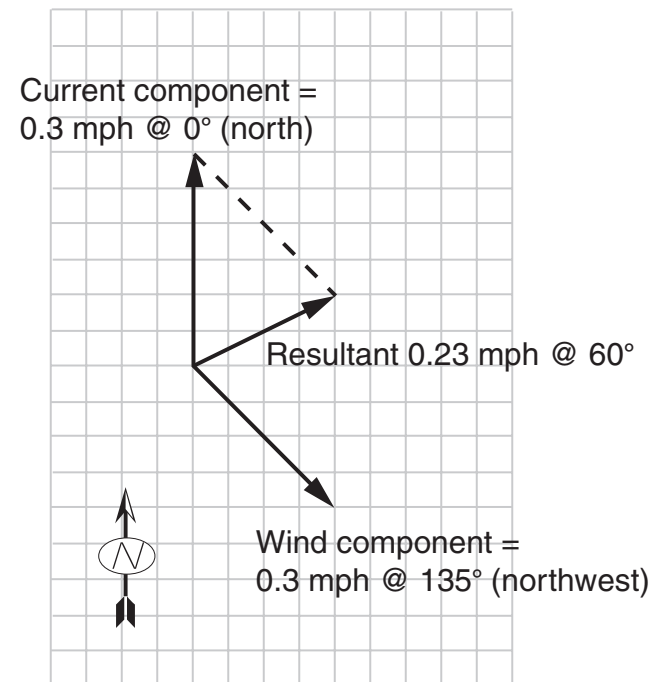 Current component =
0.3 mph @ 0° (north)
Resultant 0.23 mph @ 60°
N
Wind component =
0.3 mph @ 135° (northwest)